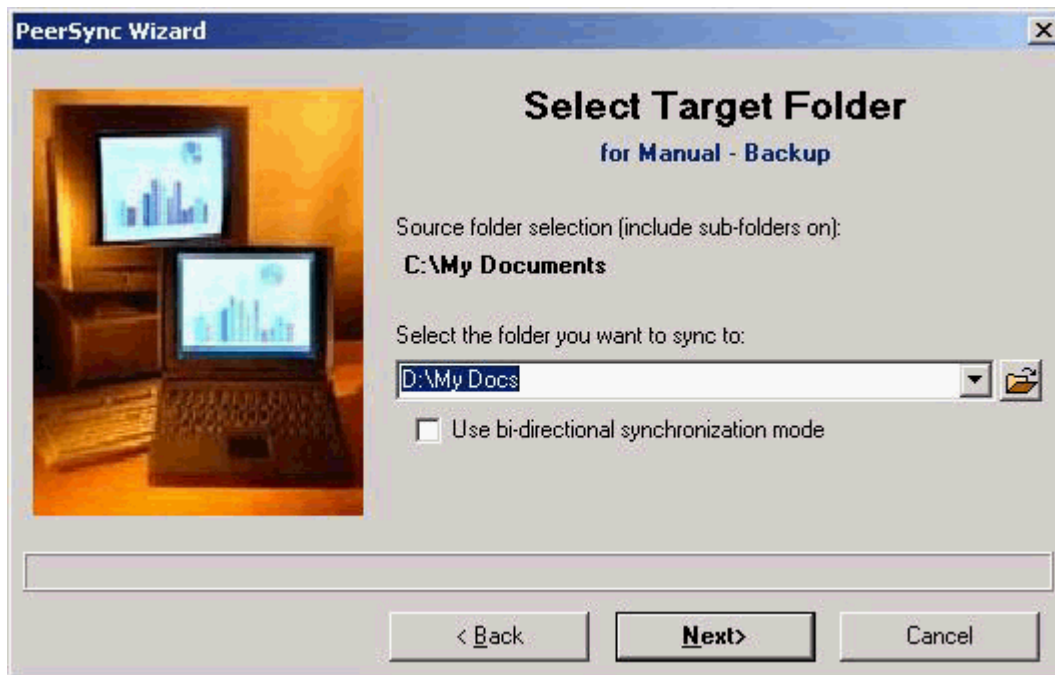 PeerSync Wizard
Select Target Folder
for Manual - Backup
Source folder selection (include sub-folders on):
C:\My Documents
Select the folder you want to sync to:
D:\My Docs
Use bi-directional synchronization mode
< Back
Next>
Cancel